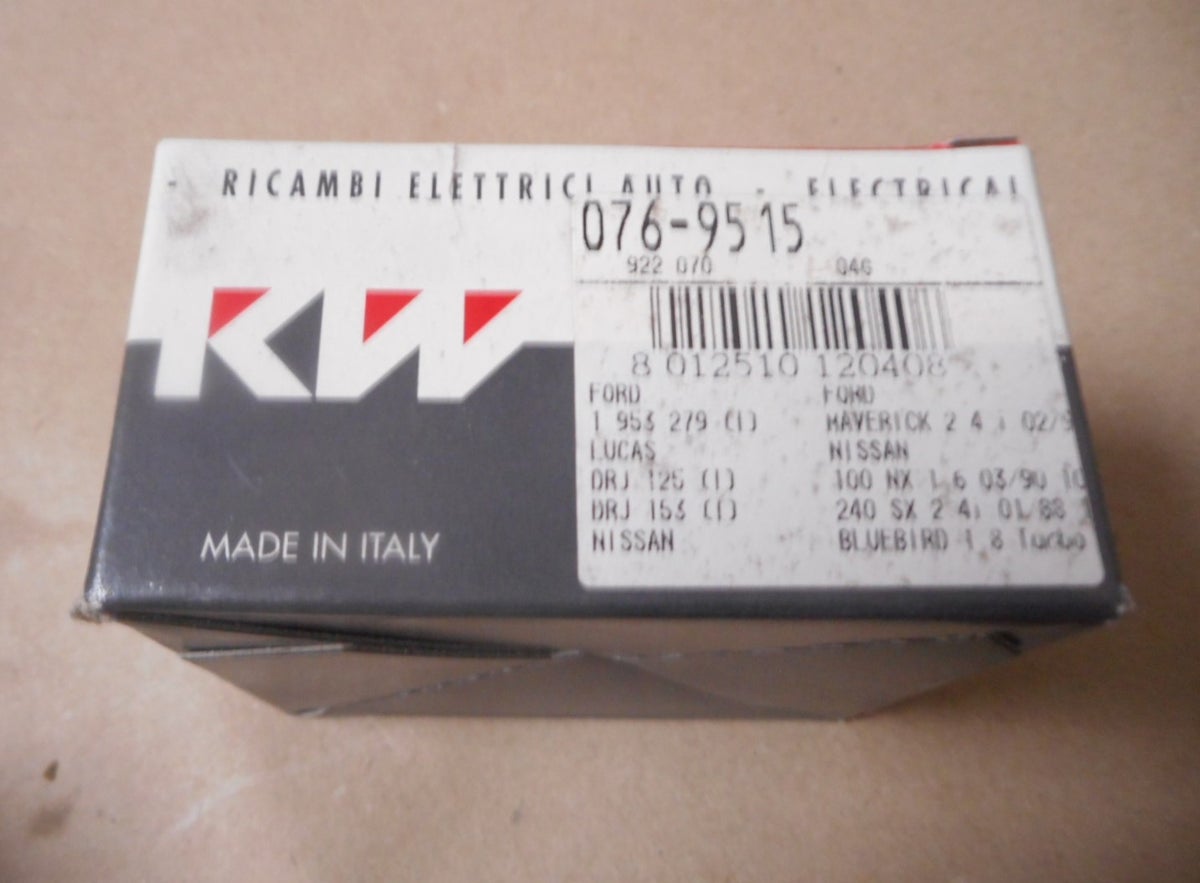 - RICAMBI ELETTRICI AUTO - ELECTRICAL
076-9515
922 070 046
KW
8 012510 120408
FORD
1 953 279 (I)
LUCAS
DRJ 125 (I)
DRJ 153 (I)
NISSAN
FORD
MAVERICK 2 4 i 02/9
NISSAN
100 NX 1 6 03/90
240 SX 2 4i 01/88
BLUEBIRD 1 8 Turbo
MADE IN ITALY